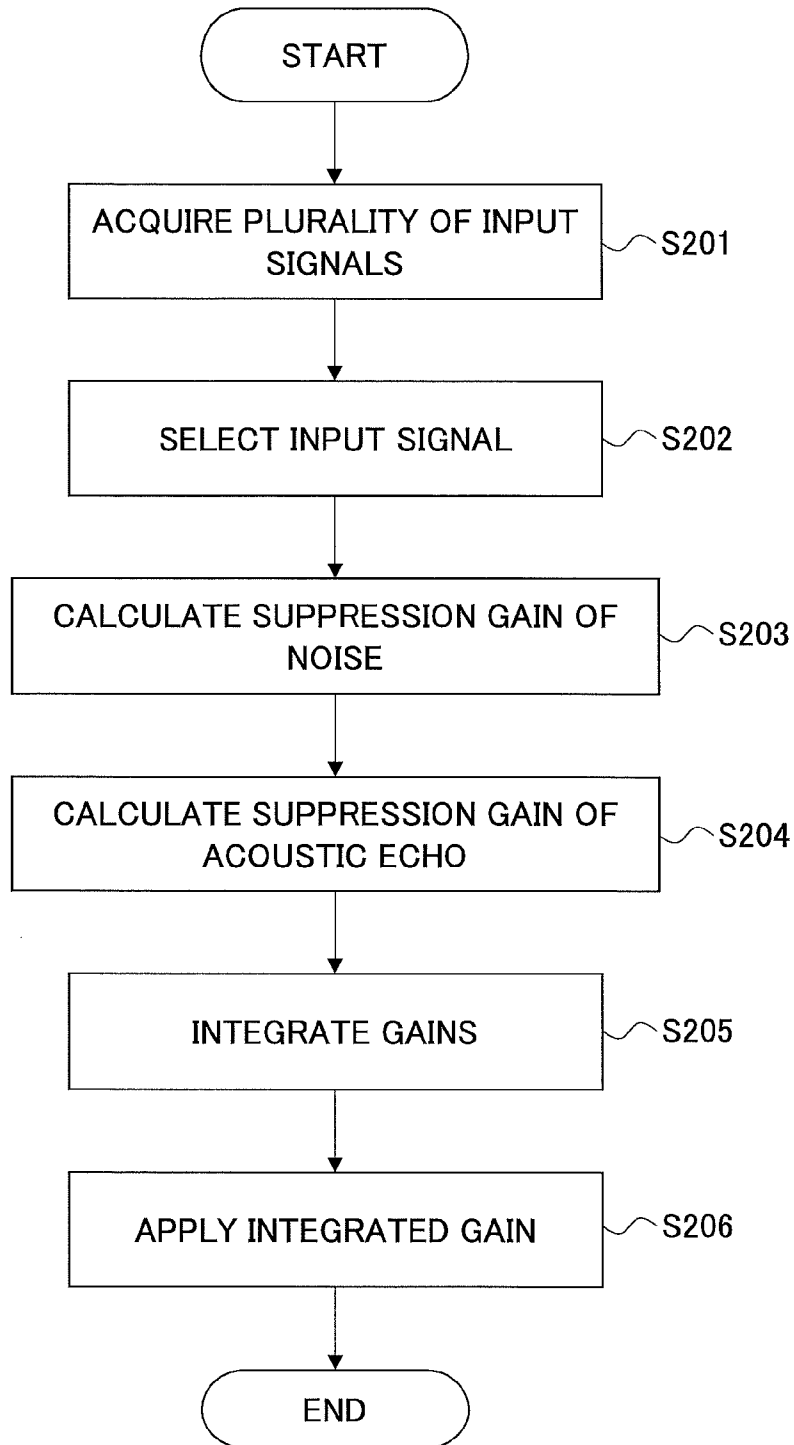 START
ACQUIRE PLURALITY OF INPUT
SIGNALS
S201
SELECT INPUT SIGNAL
S202
CALCULATE SUPPRESSION GAIN OF
NOISE
S203
CALCULATE SUPPRESSION GAIN OF
ACOUSTIC ECHO
S204
INTEGRATE GAINS
S205
APPLY INTEGRATED GAIN
S206
END